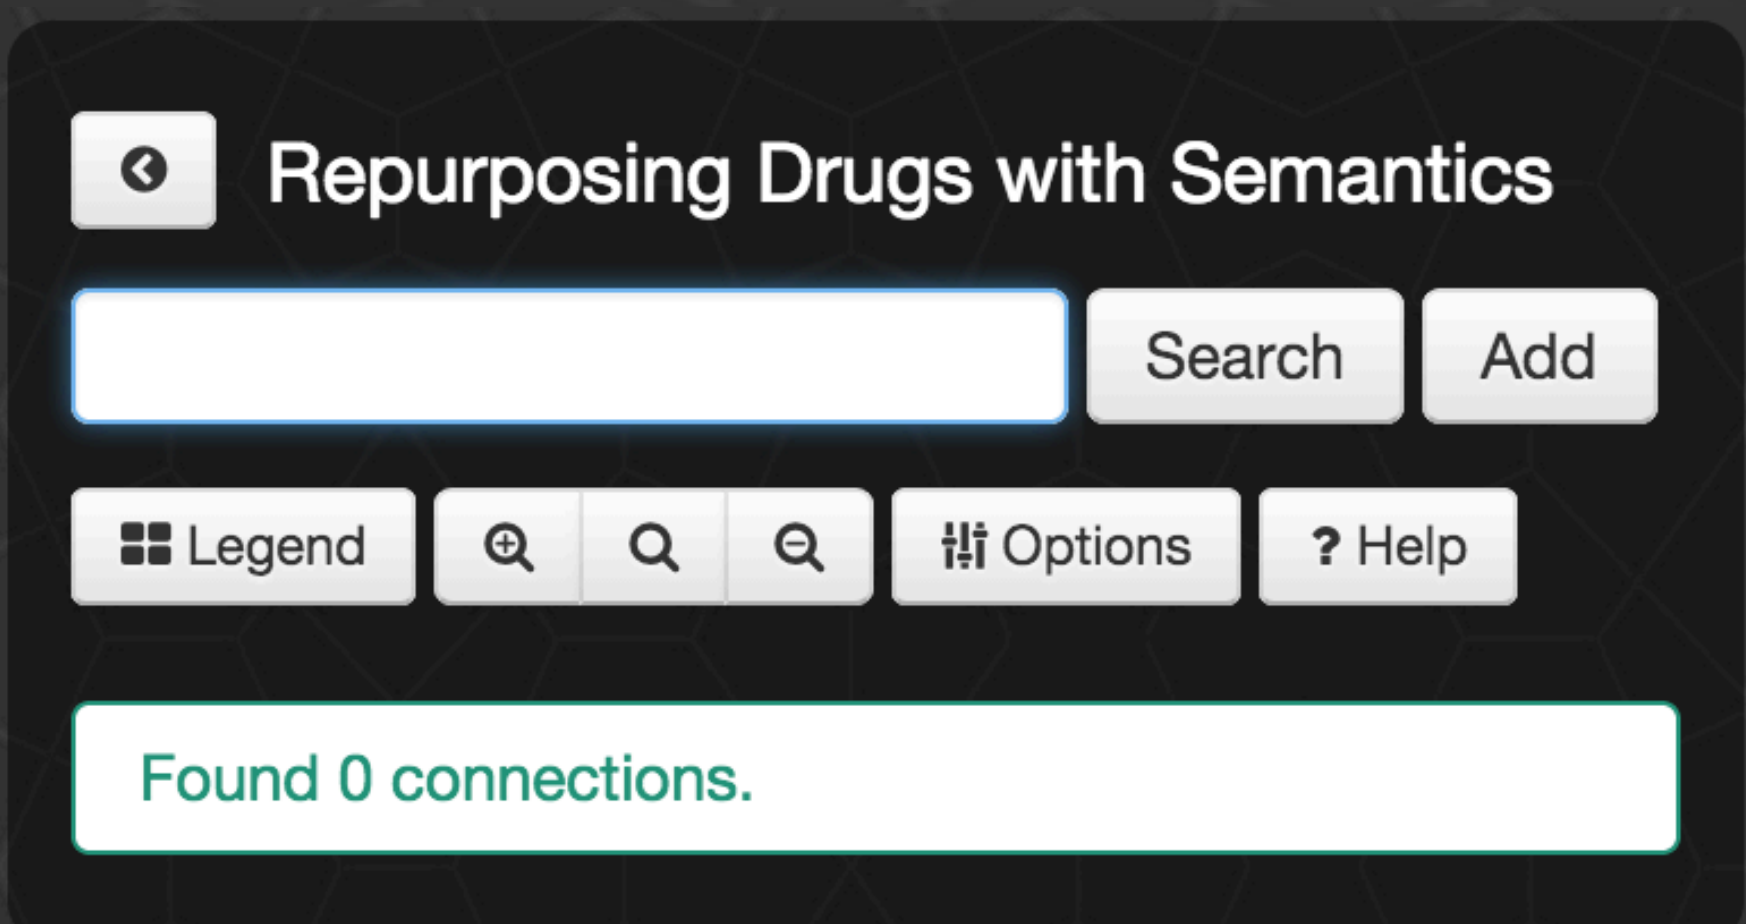 Repurposing Drugs with Semantics
Search Add
Legend Options ? Help
Found 0 connections.